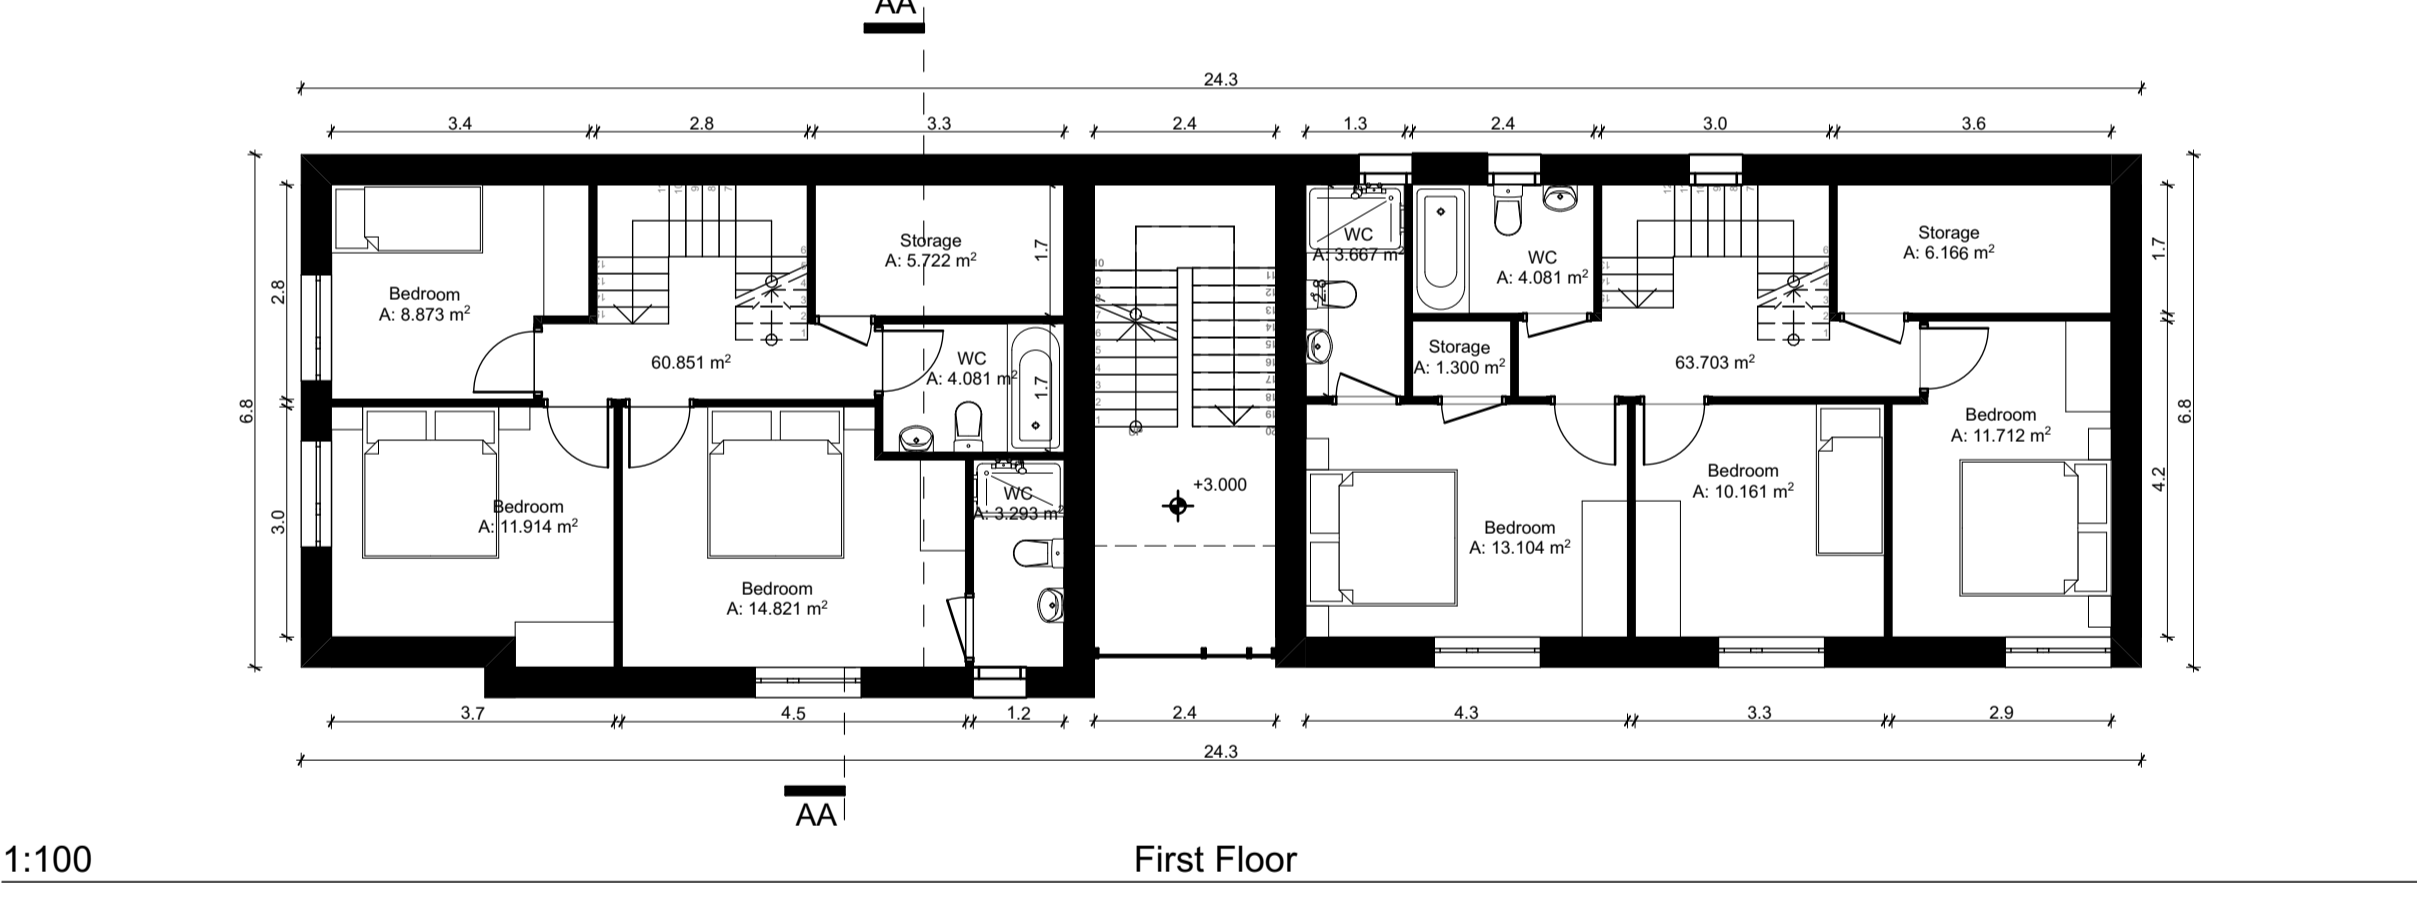 AA
24.3
3.4 2.8 3.3 2.4 1.3 2.4 3.0 3.6
Bedroom
A: 8.873 m²
Storage
A: 5.722 m²
1.7
WC
A: 3.667 m²
2.8
WC
A: 4.081 m²
Storage
A: 6.166 m²
1.7
2.8
6.8
60.851 m²
WC
A: 4.081 m²
1.7
Storage
A: 1.300 m²
63.703 m²
Bedroom
A: 11.712 m²
6.8
4.2
3.0
Bedroom
A: 11.914 m²
WC
A: 3.293 m²
+3.000
Bedroom
A: 10.161 m²
Bedroom
A: 13.104 m²
Bedroom
A: 14.821 m²
3.7 4.5 1.2 2.4 4.3 3.3 2.9
24.3
AA
1:100
First Floor